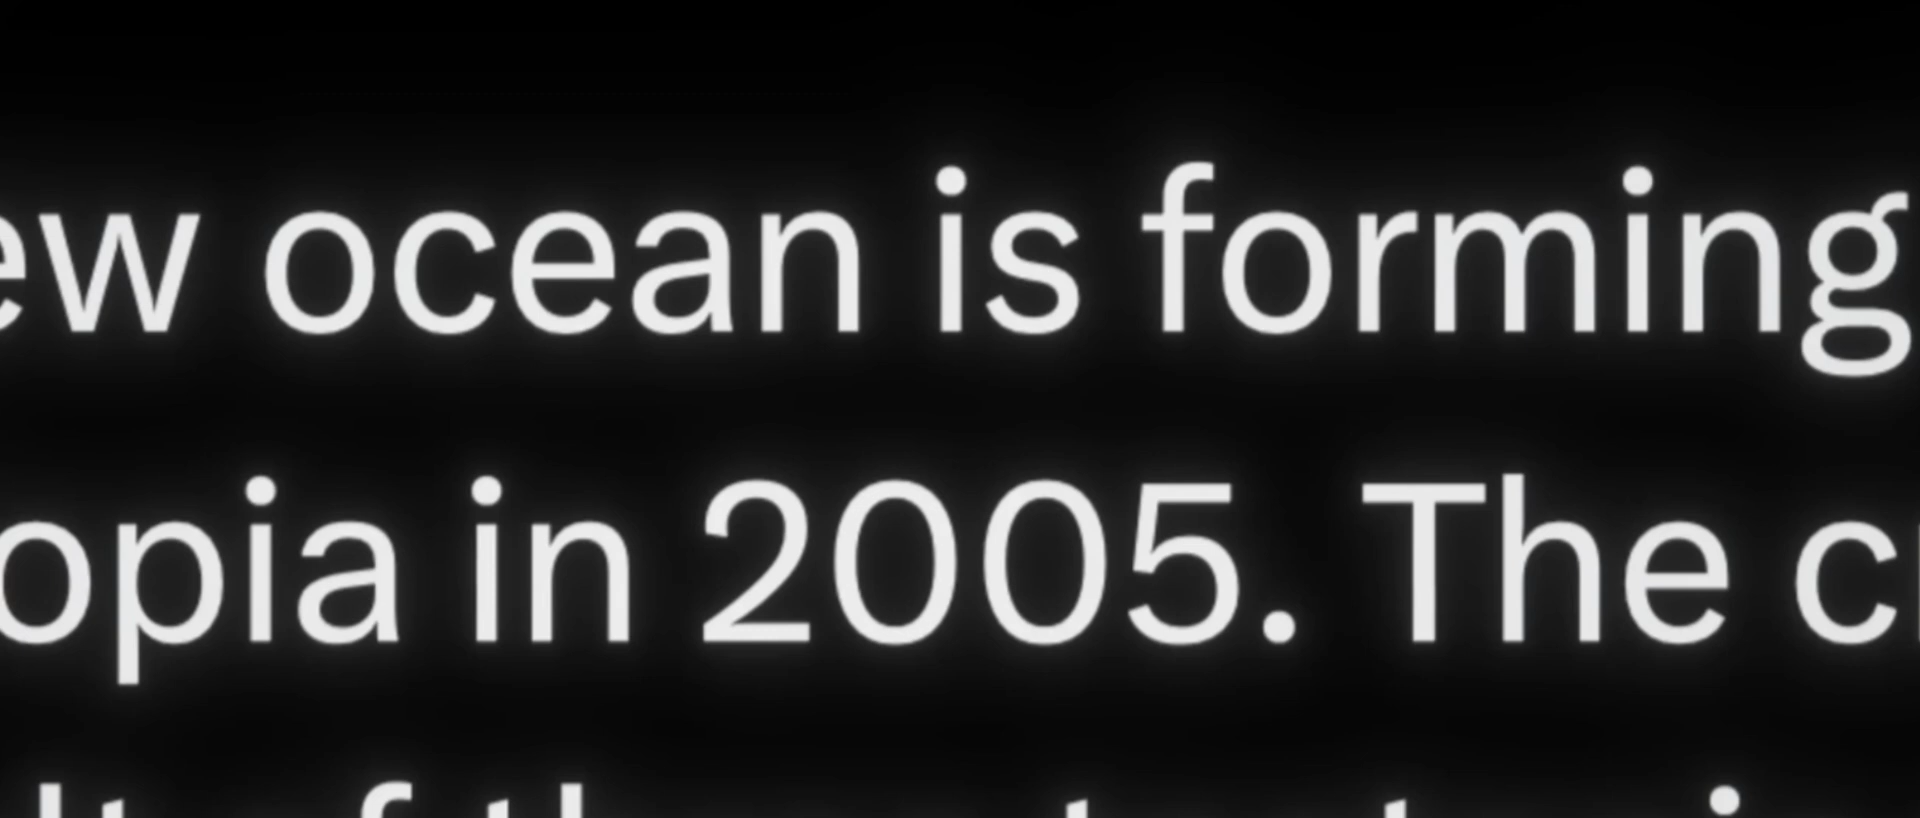 ew ocean is forming
opia in 2005. The c